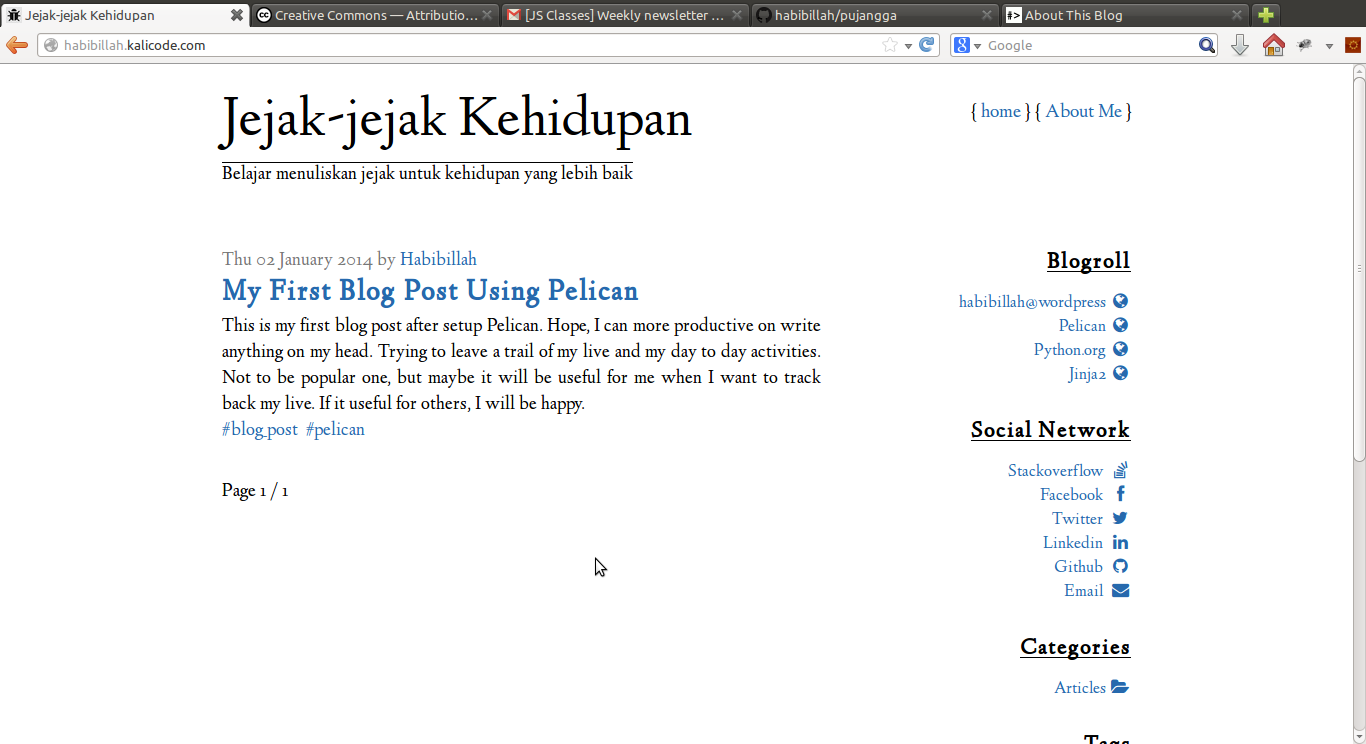 Jejak-jejak Kehidupan
Creative Commons — Attributio...
[JS Classes] Weekly newsletter ...
habibillah/pujangga
#> About This Blog
habibillah.kalicode.com
Google
Jejak-jejak Kehidupan
{ home } { About Me }
Belajar menuliskan jejak untuk kehidupan yang lebih baik
Thu 02 January 2014 by Habibillah
My First Blog Post Using Pelican
This is my first blog post after setup Pelican. Hope, I can more productive on write
anything on my head. Trying to leave a trail of my live and my day to day activities.
Not to be popular one, but maybe it will be useful for me when I want to track
back my live. If it useful for others, I will be happy.
#blog_post #pelican
Page 1 / 1
Blogroll
habibillah@wordpress
Pelican
Python.org
Jinja2
Social Network
Stackoverflow
Facebook
Twitter
Linkedin
Github
Email
Categories
Articles
Tags